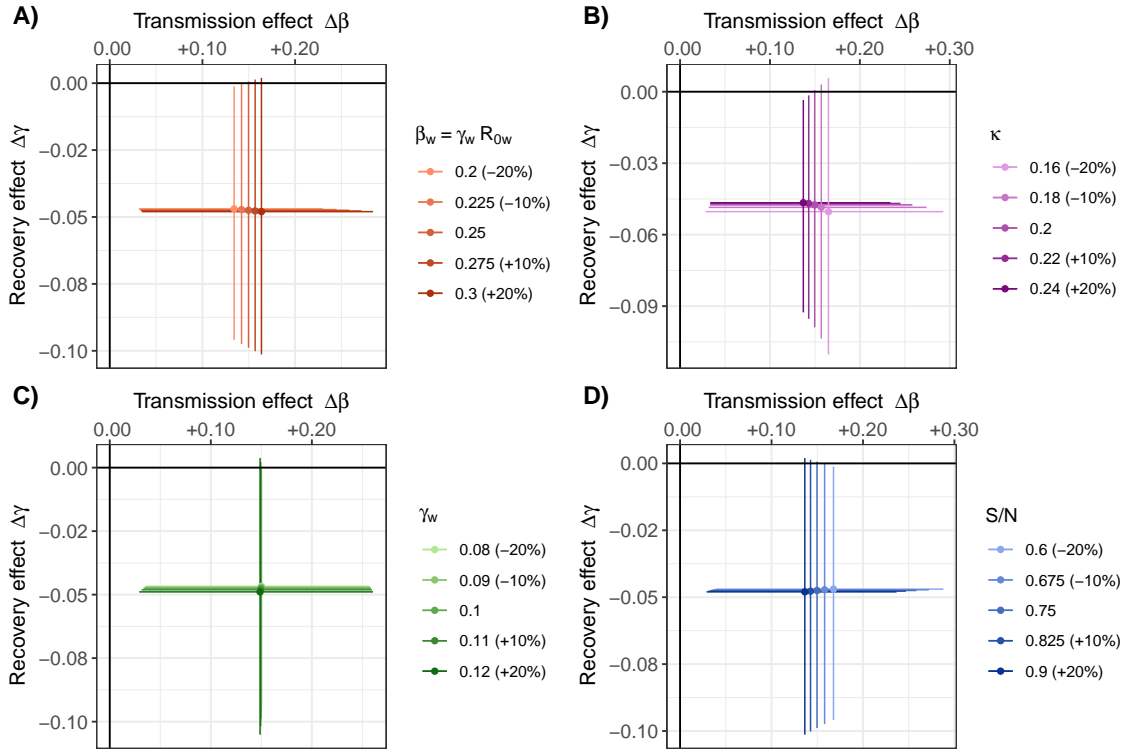 A)
Transmission effect Δβ
0.00 +0.10 +0.20
0.00
−0.02
−0.05
−0.08
−0.10
Recovery effect Δγ
βw = γw R0w
0.2 (−20%)
0.225 (−10%)
0.25
0.275 (+10%)
0.3 (+20%)
B)
Transmission effect Δβ
0.00 +0.10 +0.20 +0.30
0.00
−0.03
−0.06
−0.09
Recovery effect Δγ
κ
0.16 (−20%)
0.18 (−10%)
0.2
0.22 (+10%)
0.24 (+20%)
C)
Transmission effect Δβ
0.00 +0.10 +0.20
0.00
−0.02
−0.05
−0.08
−0.10
Recovery effect Δγ
γw
0.08 (−20%)
0.09 (−10%)
0.1
0.11 (+10%)
0.12 (+20%)
D)
Transmission effect Δβ
0.00 +0.10 +0.20 +0.30
0.00
−0.02
−0.05
−0.08
−0.10
Recovery effect Δγ
S/N
0.6 (−20%)
0.675 (−10%)
0.75
0.825 (+10%)
0.9 (+20%)